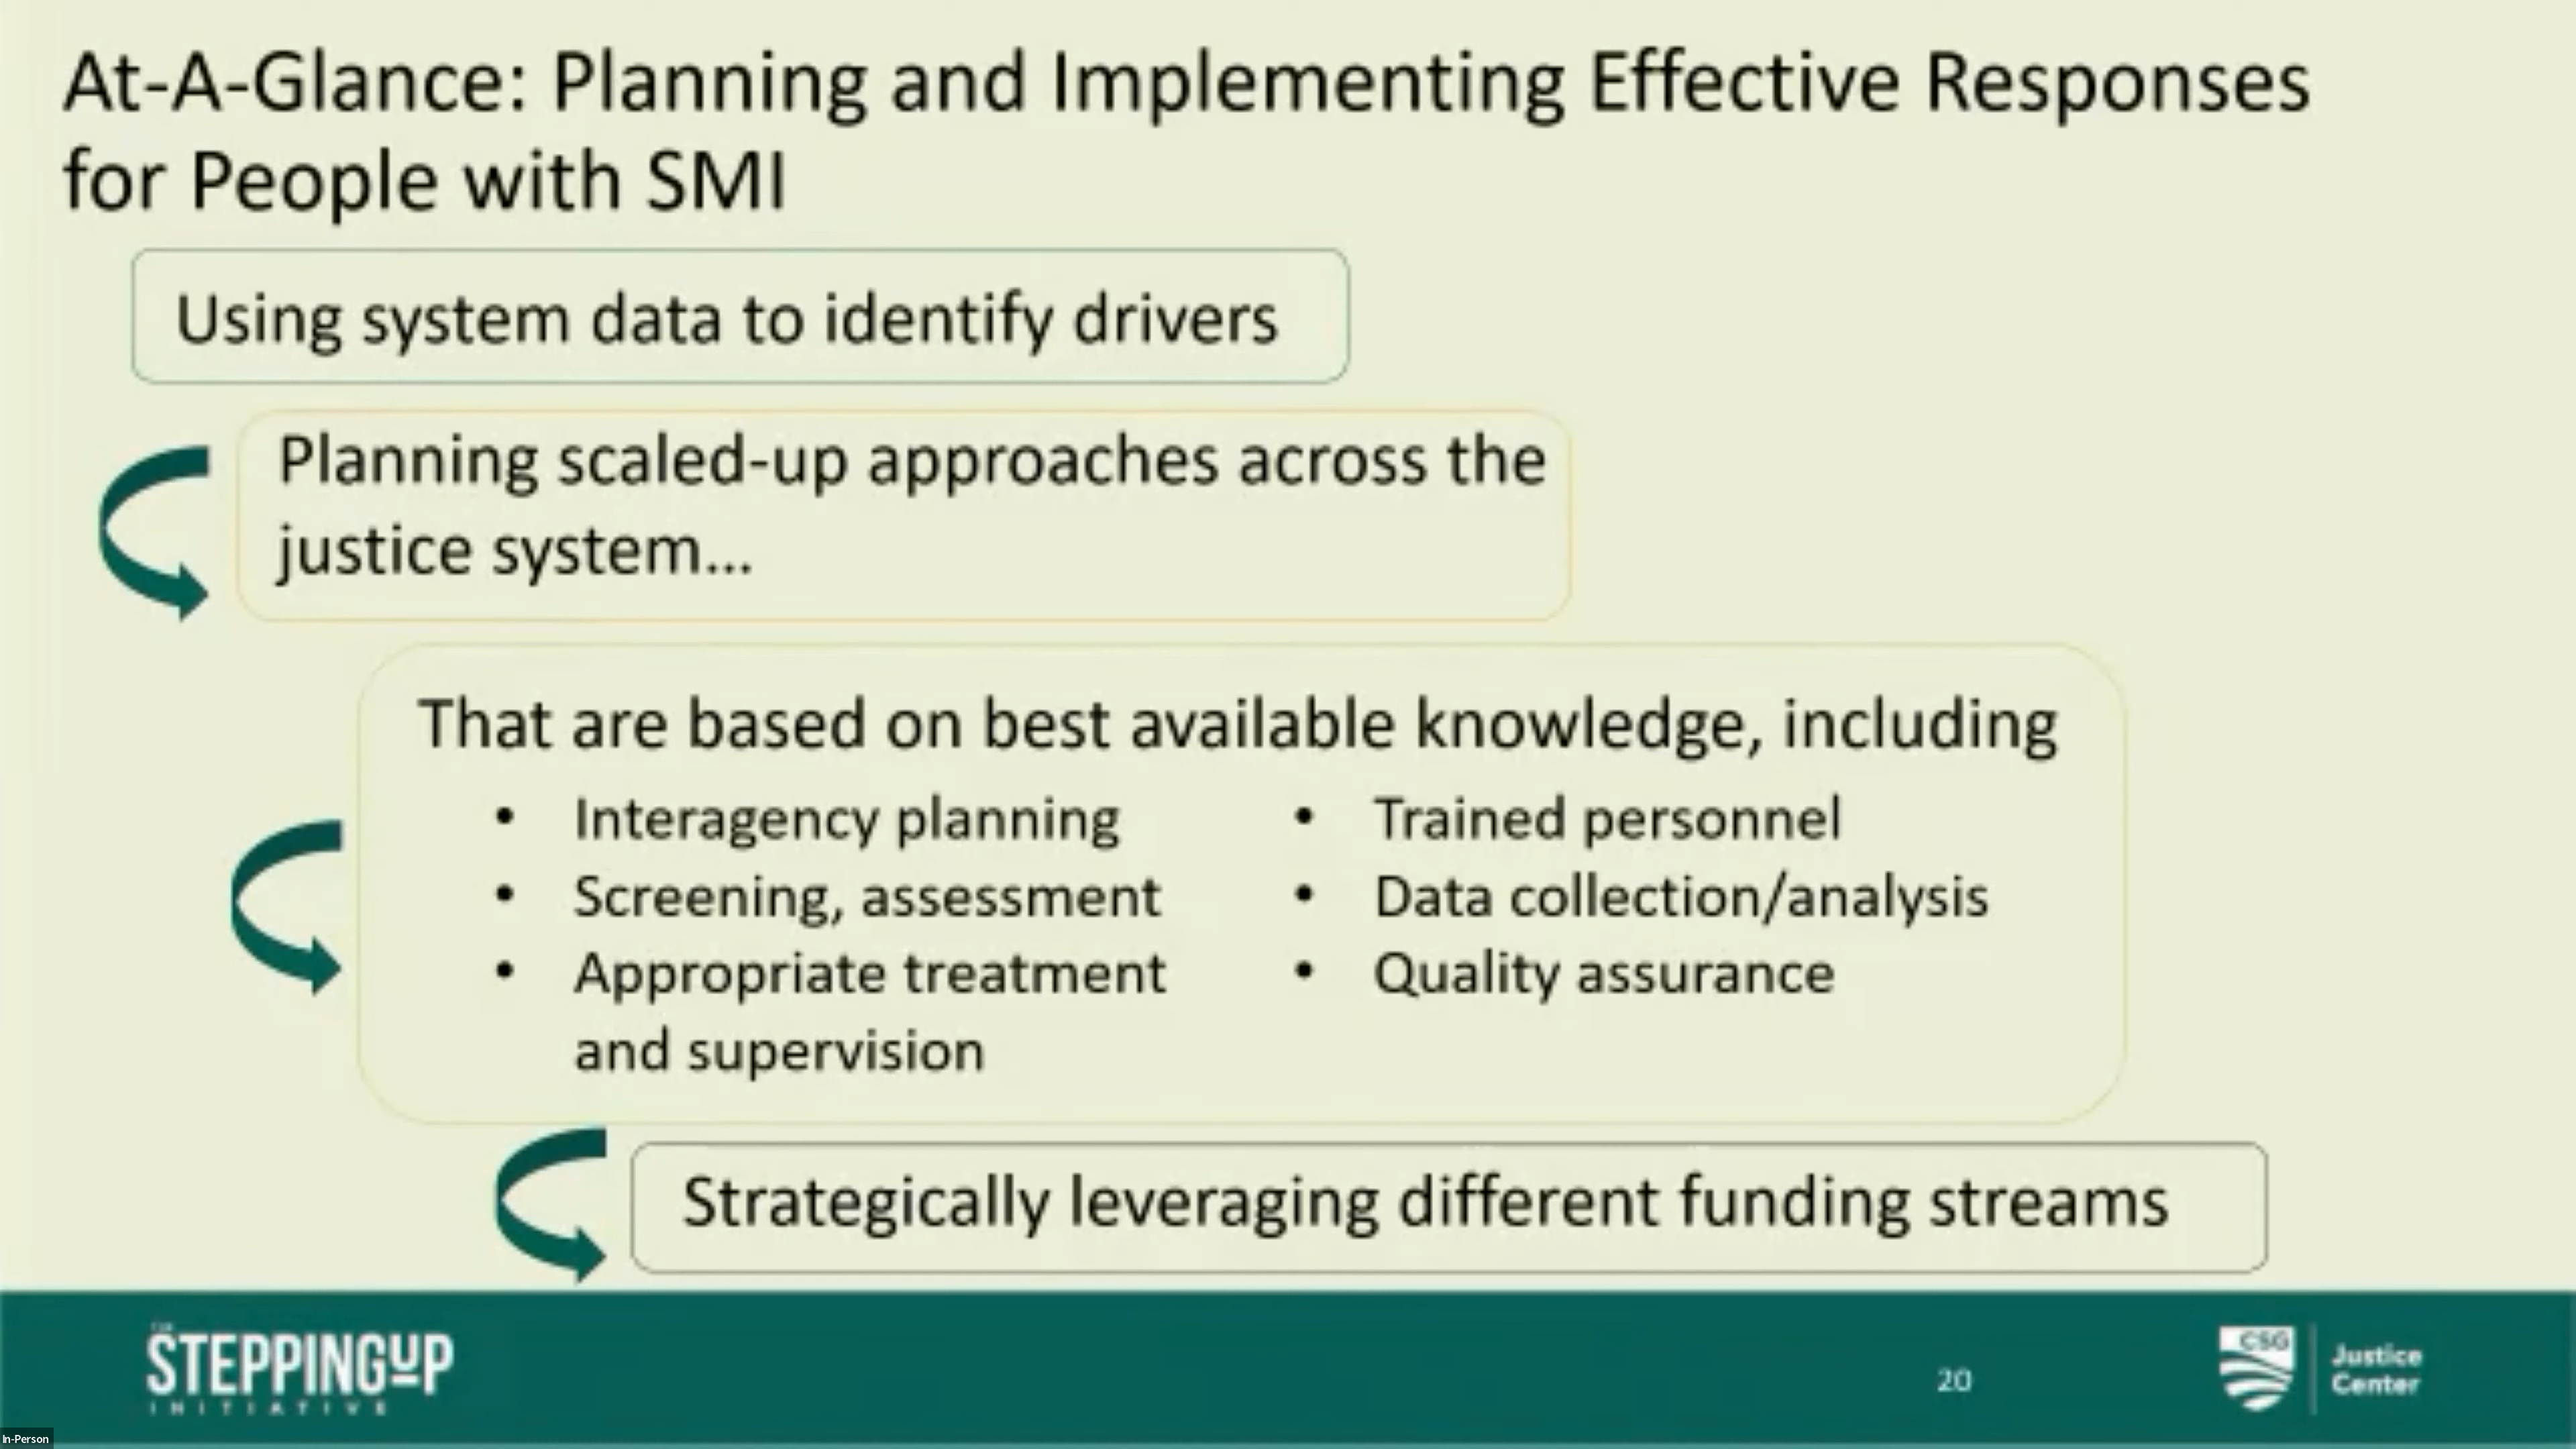 At-A-Glance: Planning and Implementing Effective Responses
for People with SMI
Using system data to identify drivers
Planning scaled-up approaches across the
justice system...
That are based on best available knowledge, including
• Interagency planning
• Screening, assessment
• Appropriate treatment
and supervision
• Trained personnel
• Data collection/analysis
• Quality assurance
Strategically leveraging different funding streams
THE
STEPPING UP
INITIATIVE
20
CSG
Justice
Center
In-Person